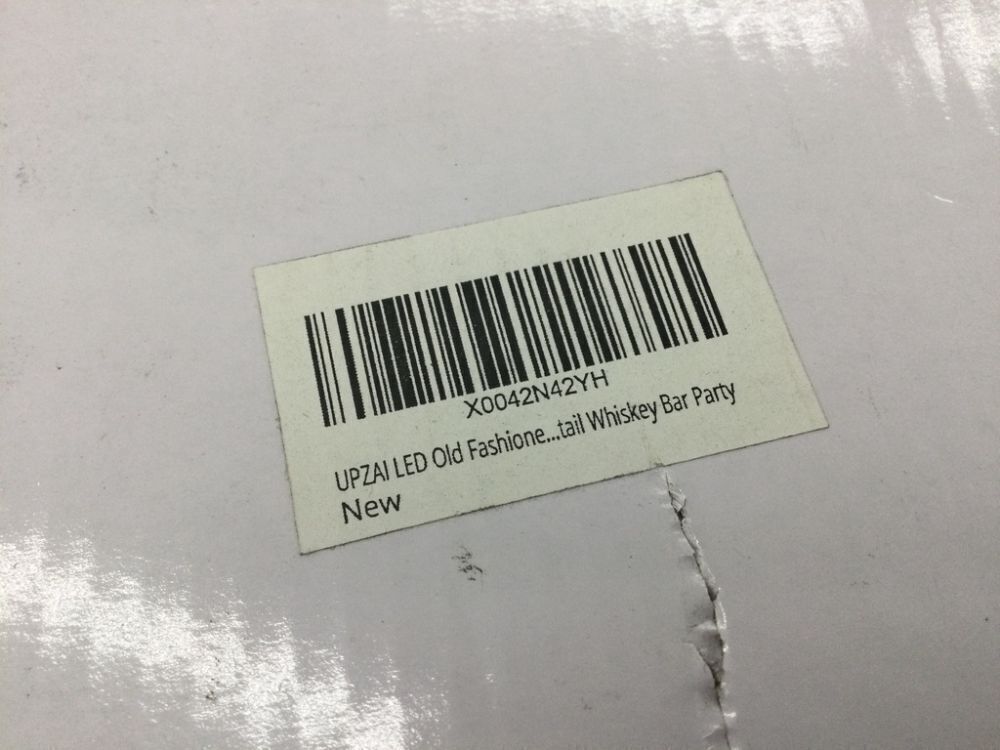 X0042N42YH
UPZAI LED Old Fashione...tail Whiskey Bar Party
New